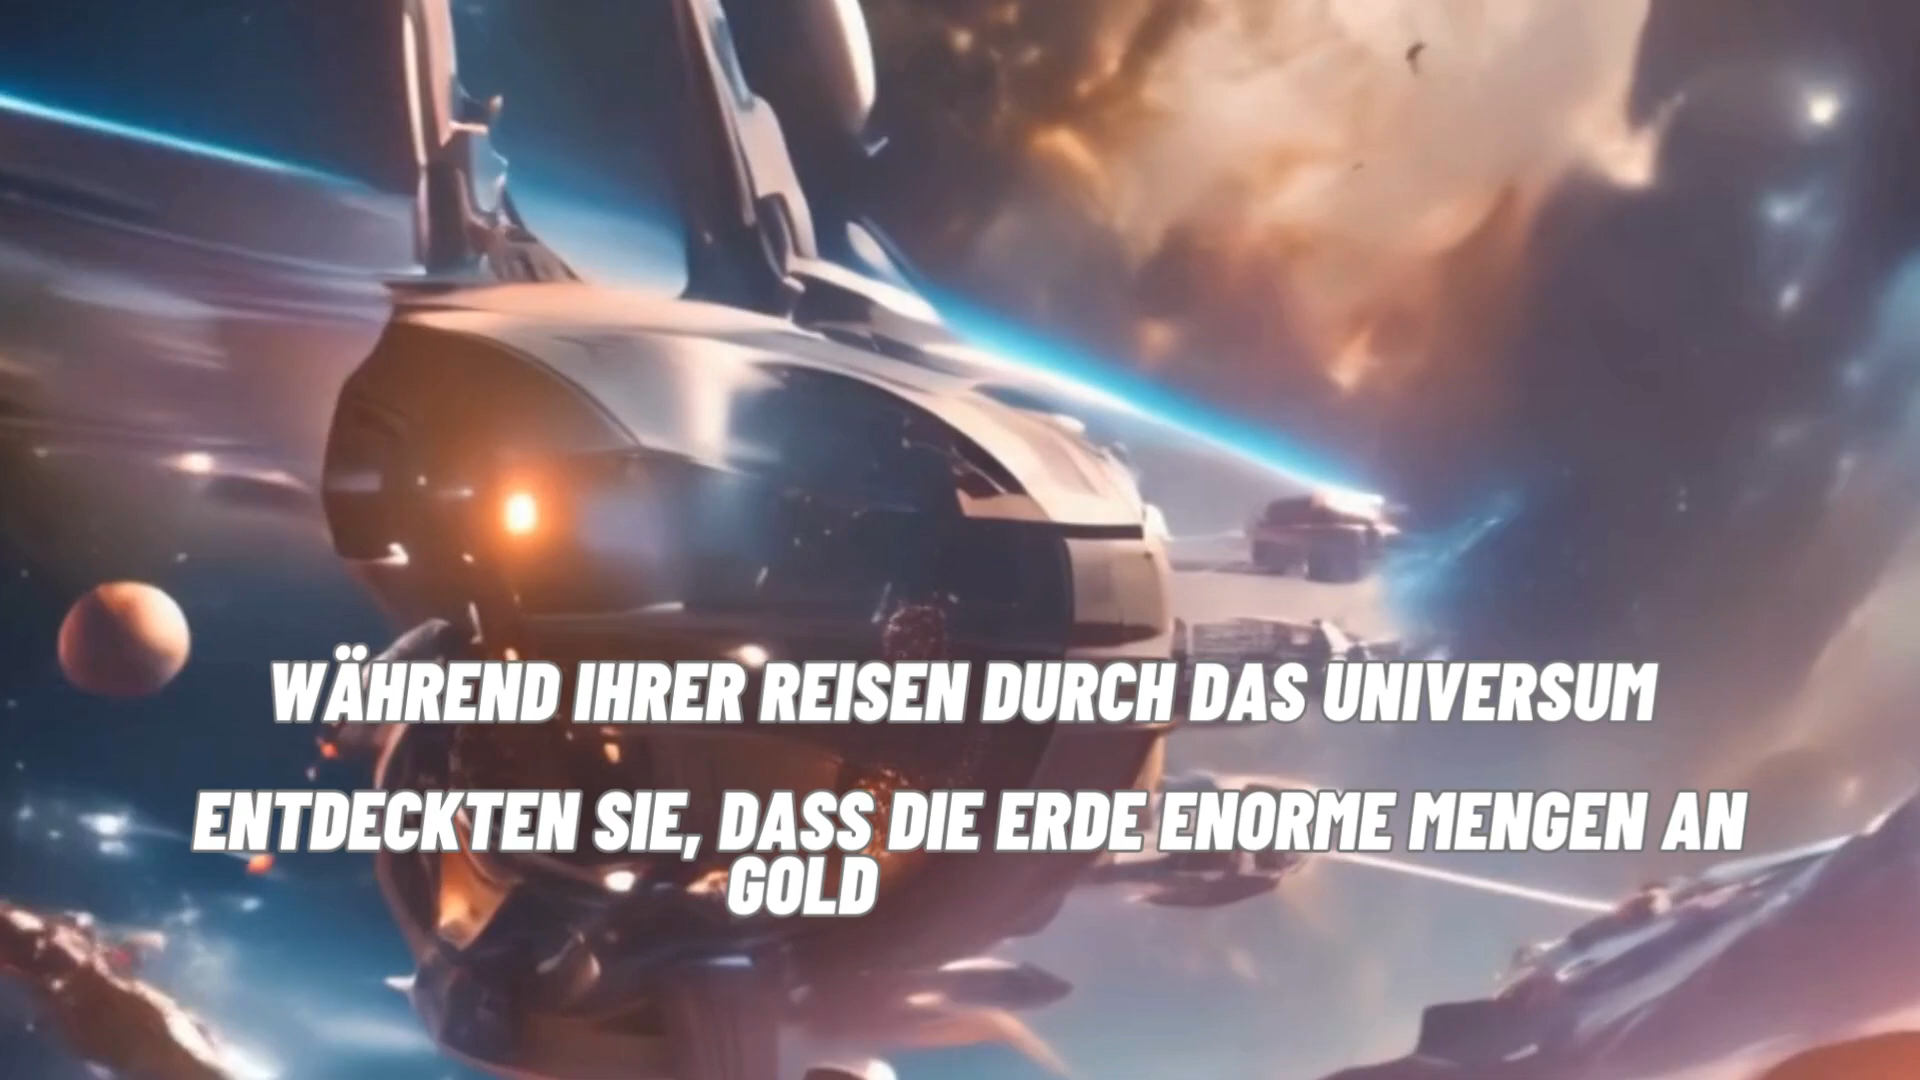 WÄHREND IHRER REISEN DURCH DAS UNIVERSUM
ENTDECKTEN SIE, DASS DIE ERDE ENORME MENGEN AN
GOLD